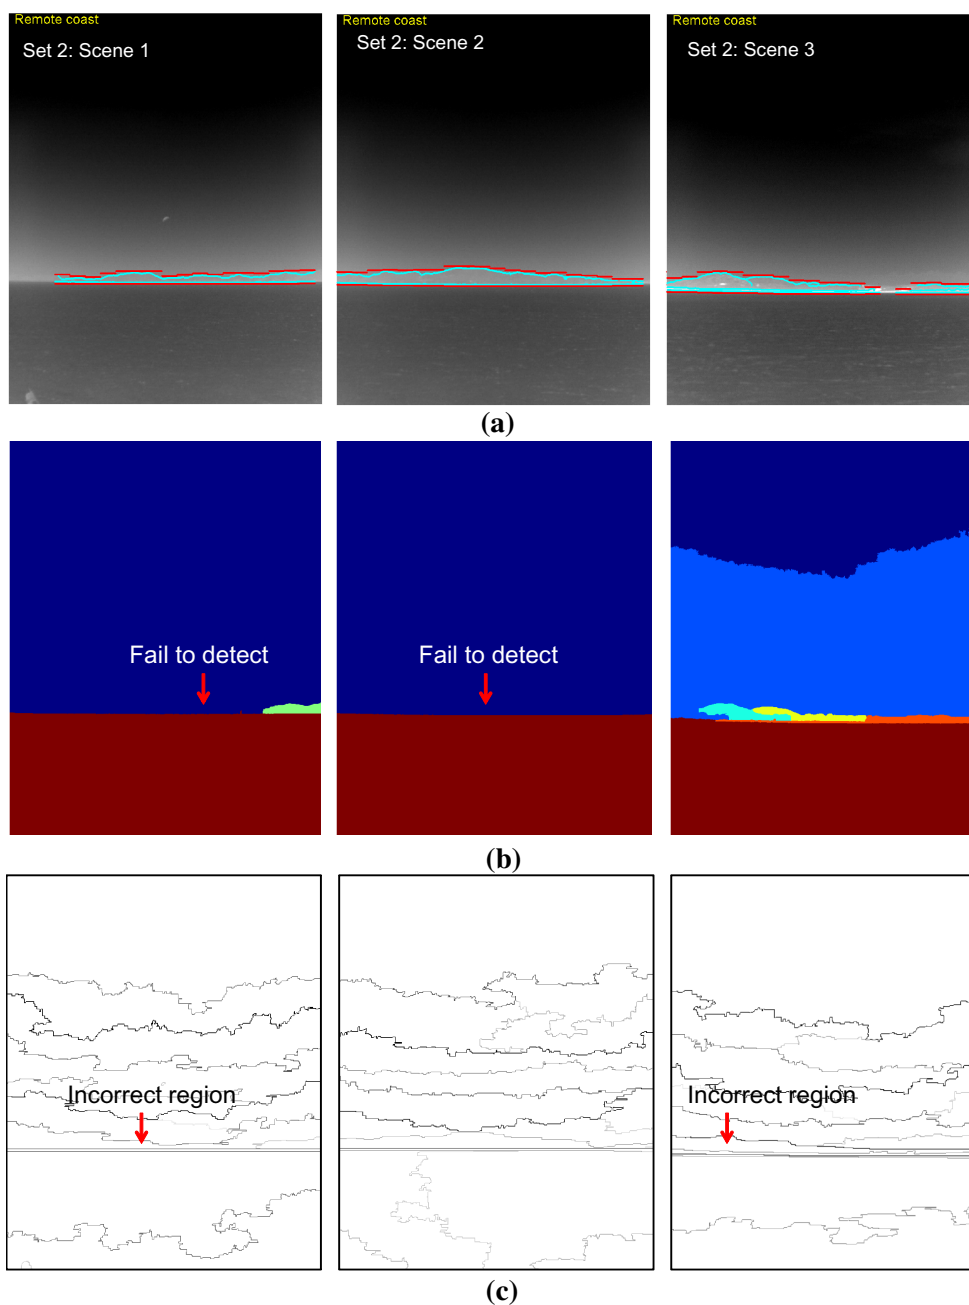 Remote coast
Remote coast
Remote coast
Set 2: Scene 1
Set 2: Scene 2
Set 2: Scene 3
(a)
Fail to detect
Fail to detect
(b)
Incorrect region
Incorrect region
(c)